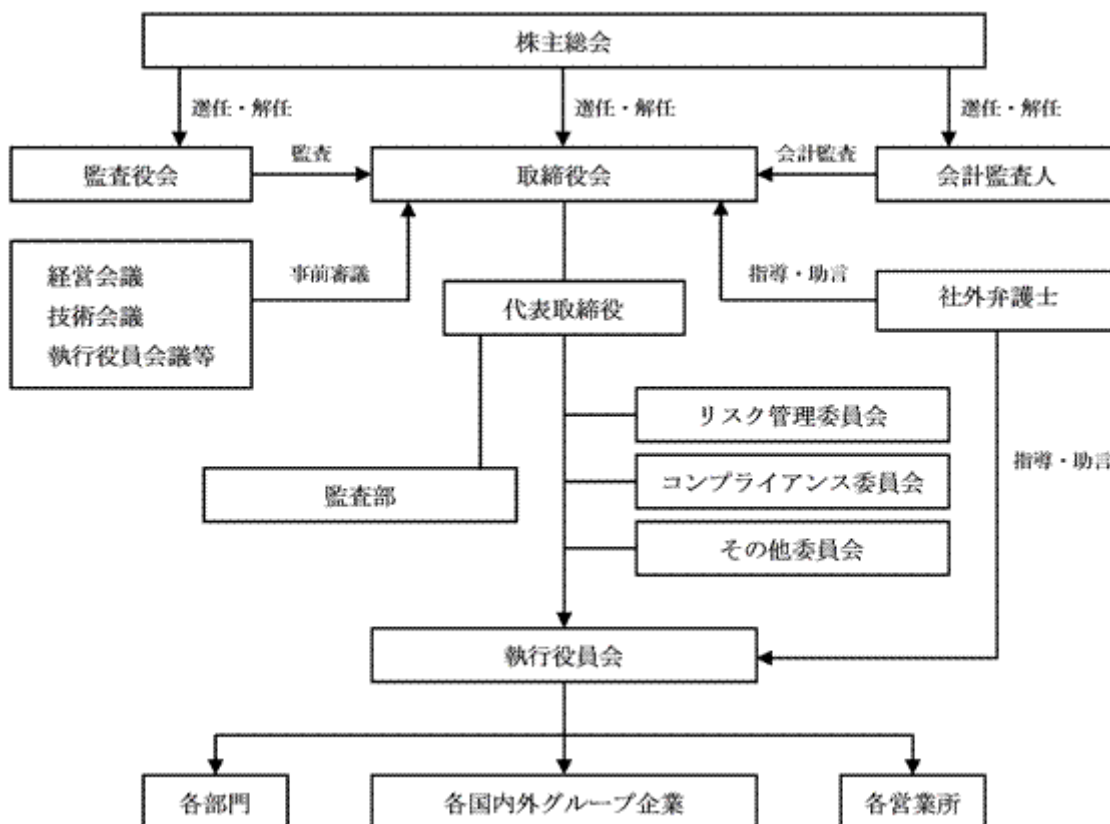 株主総会
選任・解任
選任・解任
選任・解任
監査役会
監査
取締役会
会計監査
会計監査人
経営会議
技術会議
執行役員会議等
事前審議
指導・助言
社外弁護士
代表取締役
リスク管理委員会
コンプライアンス委員会
その他委員会
指導・助言
監査部
執行役員会
各部門
各国内外グループ企業
各営業所